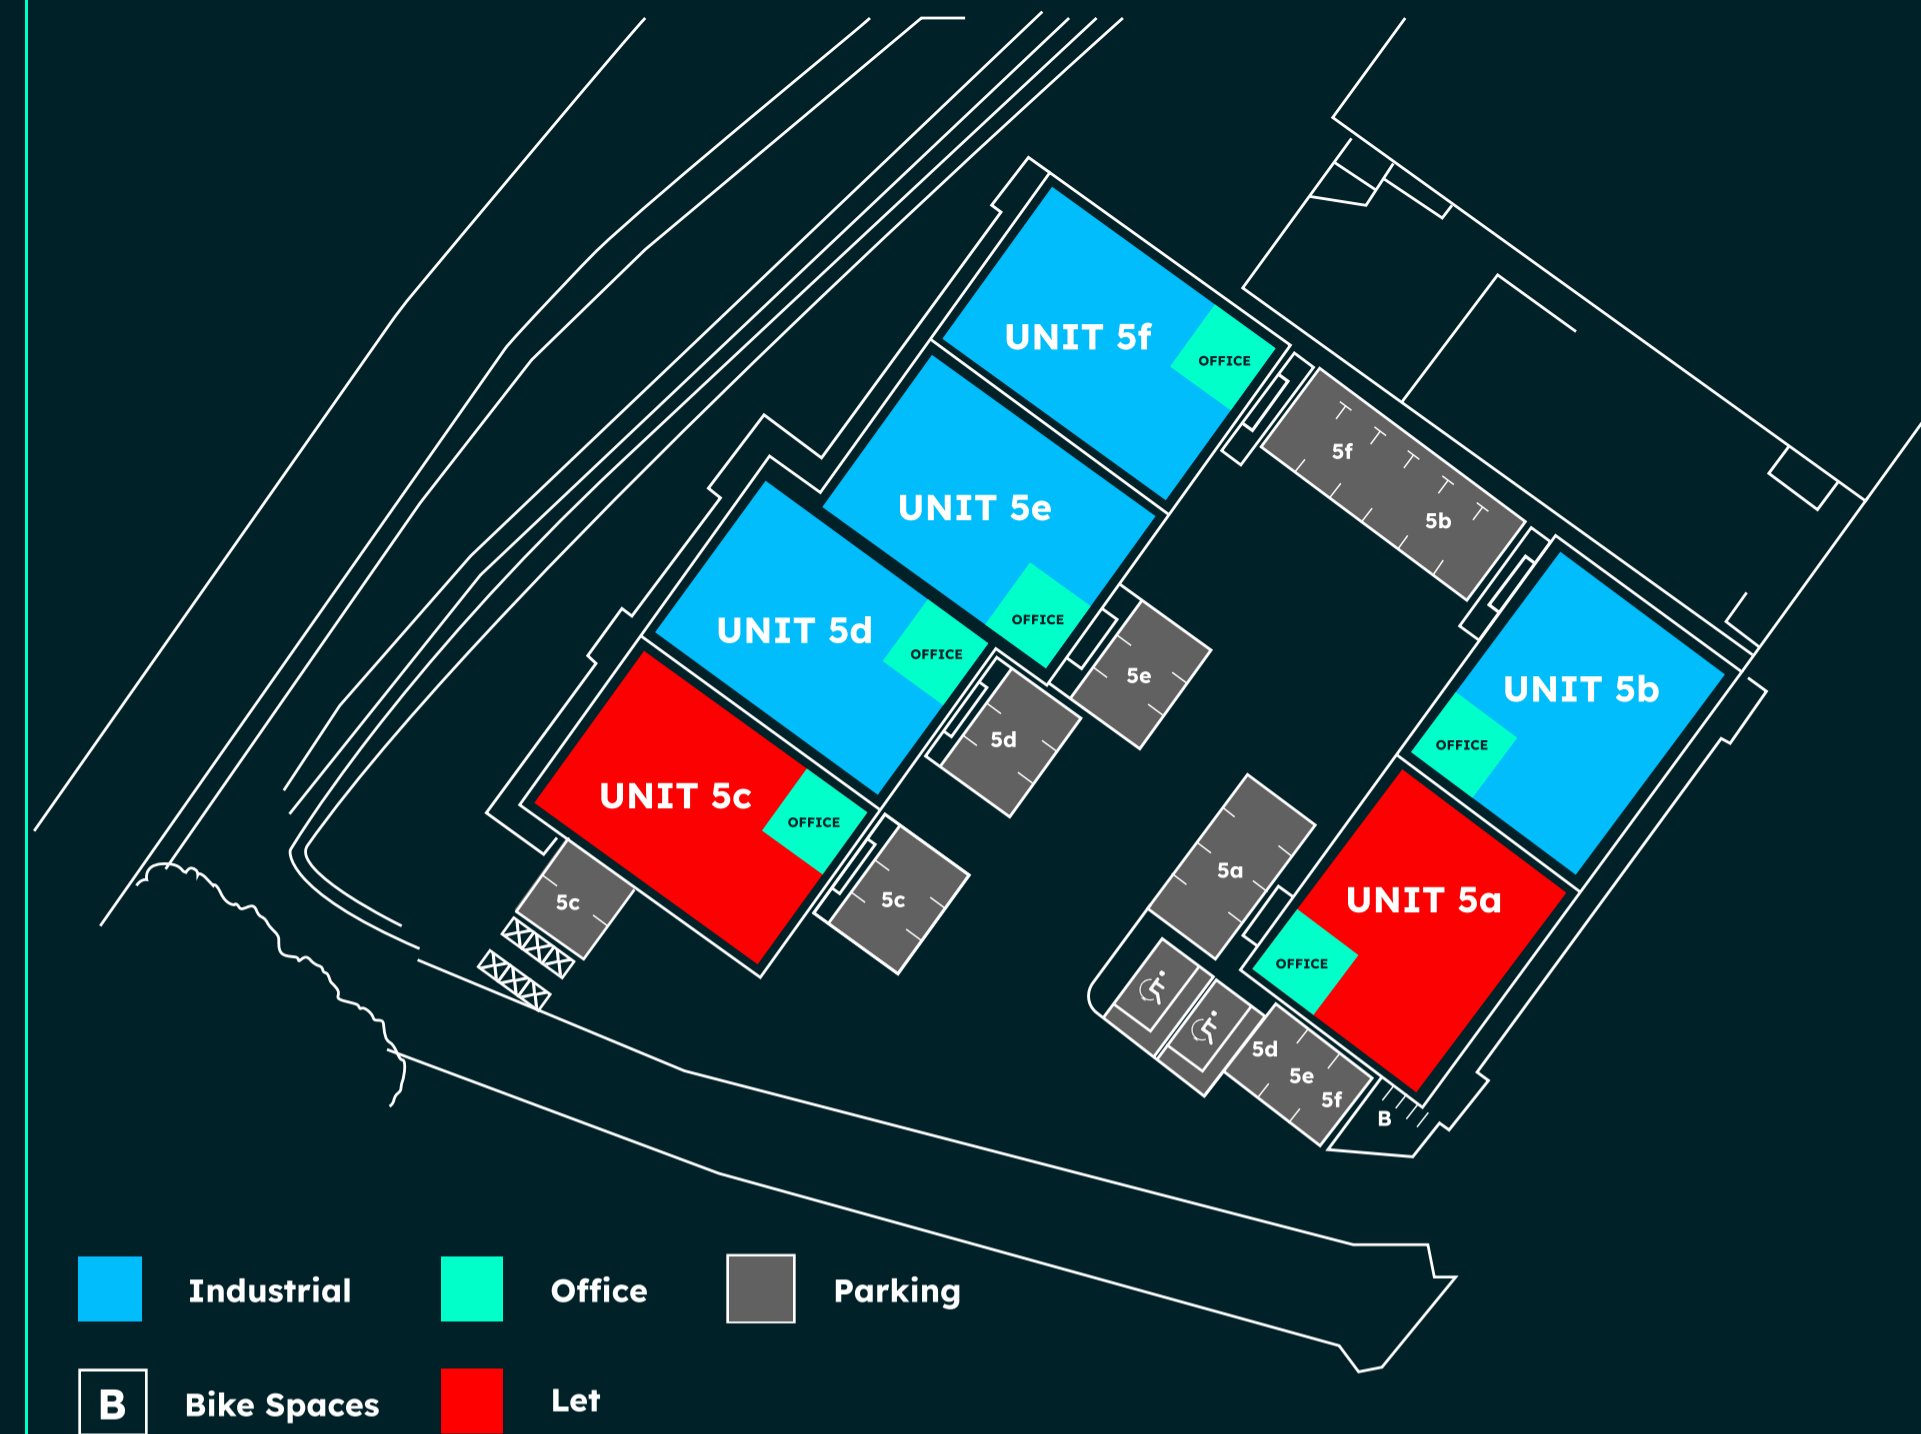 UNIT 5f
OFFICE
5f
UNIT 5e
5b
OFFICE
UNIT 5d
OFFICE
5e
UNIT 5b
5d
OFFICE
UNIT 5c
OFFICE
5a
5c
5c
UNIT 5a
OFFICE
5d
5e
5f
B
Industrial
Office
Parking
B
Bike Spaces
Let